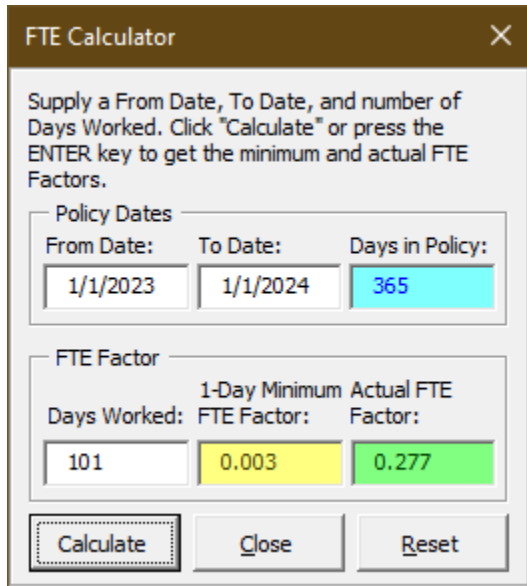 FTE Calculator
Supply a From Date, To Date, and number of
Days Worked. Click "Calculate" or press the
ENTER key to get the minimum and actual FTE
Factors.
Policy Dates
From Date: To Date: Days in Policy:
1/1/2023 1/1/2024 365
FTE Factor
1-Day Minimum Actual FTE
Days Worked: FTE Factor: Factor:
101 0.003 0.277
Calculate Close Reset